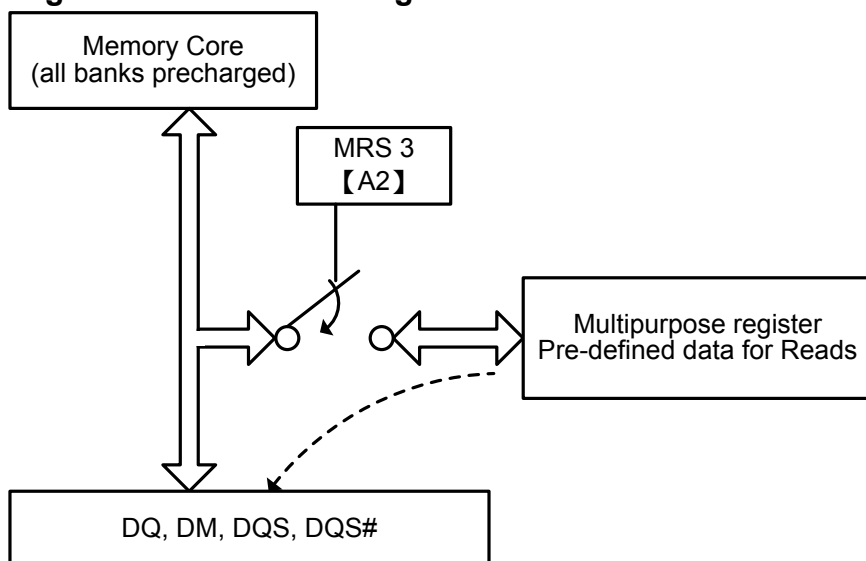 Memory Core
(all banks precharged)
MRS 3
【A2】
Multipurpose register
Pre-defined data for Reads
DQ, DM, DQS, DQS#